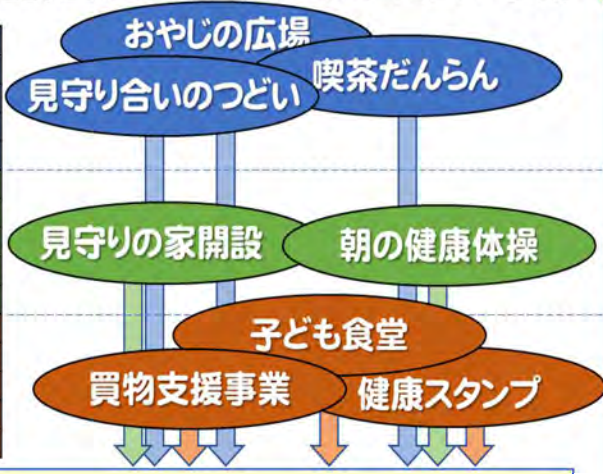 おやじの広場
喫茶だんらん
見守り合いのつどい
見守りの家開設
朝の健康体操
子ども食堂
買物支援事業
健康スタンプ